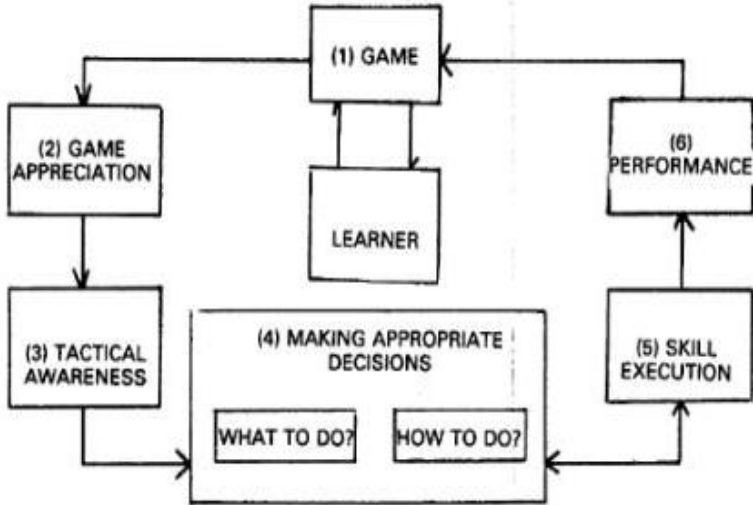 (1) GAME
(2) GAME
APPRECIATION
(3) TACTICAL
AWARENESS
LEARNER
(4) MAKING APPROPRIATE
DECISIONS
WHAT TO DO?
HOW TO DO?
(5) SKILL
EXECUTION
(6)
PERFORMANCE